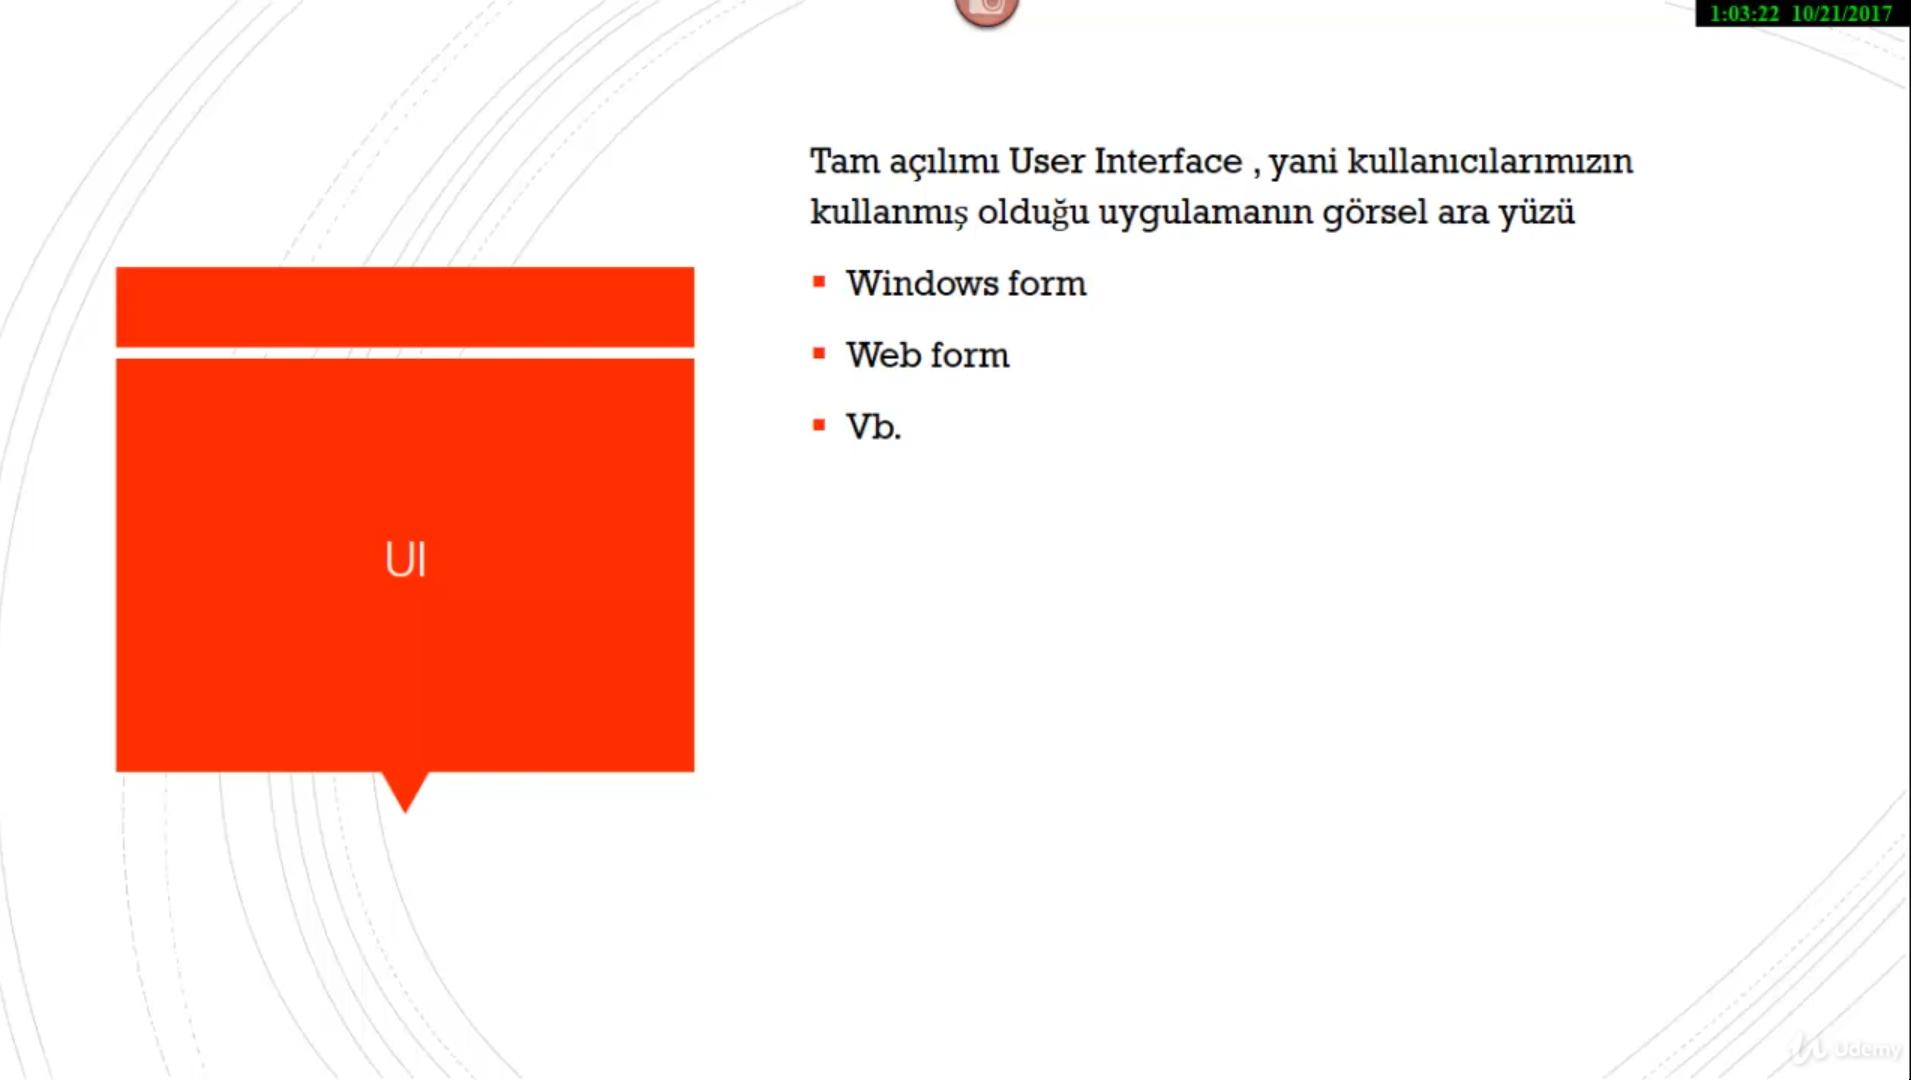 1:03:22 10/21/2017
Tam açılımı User Interface , yani kullanıcılarımızın
kullanmış olduğu uygulamanın görsel ara yüzü
Windows form
Web form
Vb.
UI
Udemy